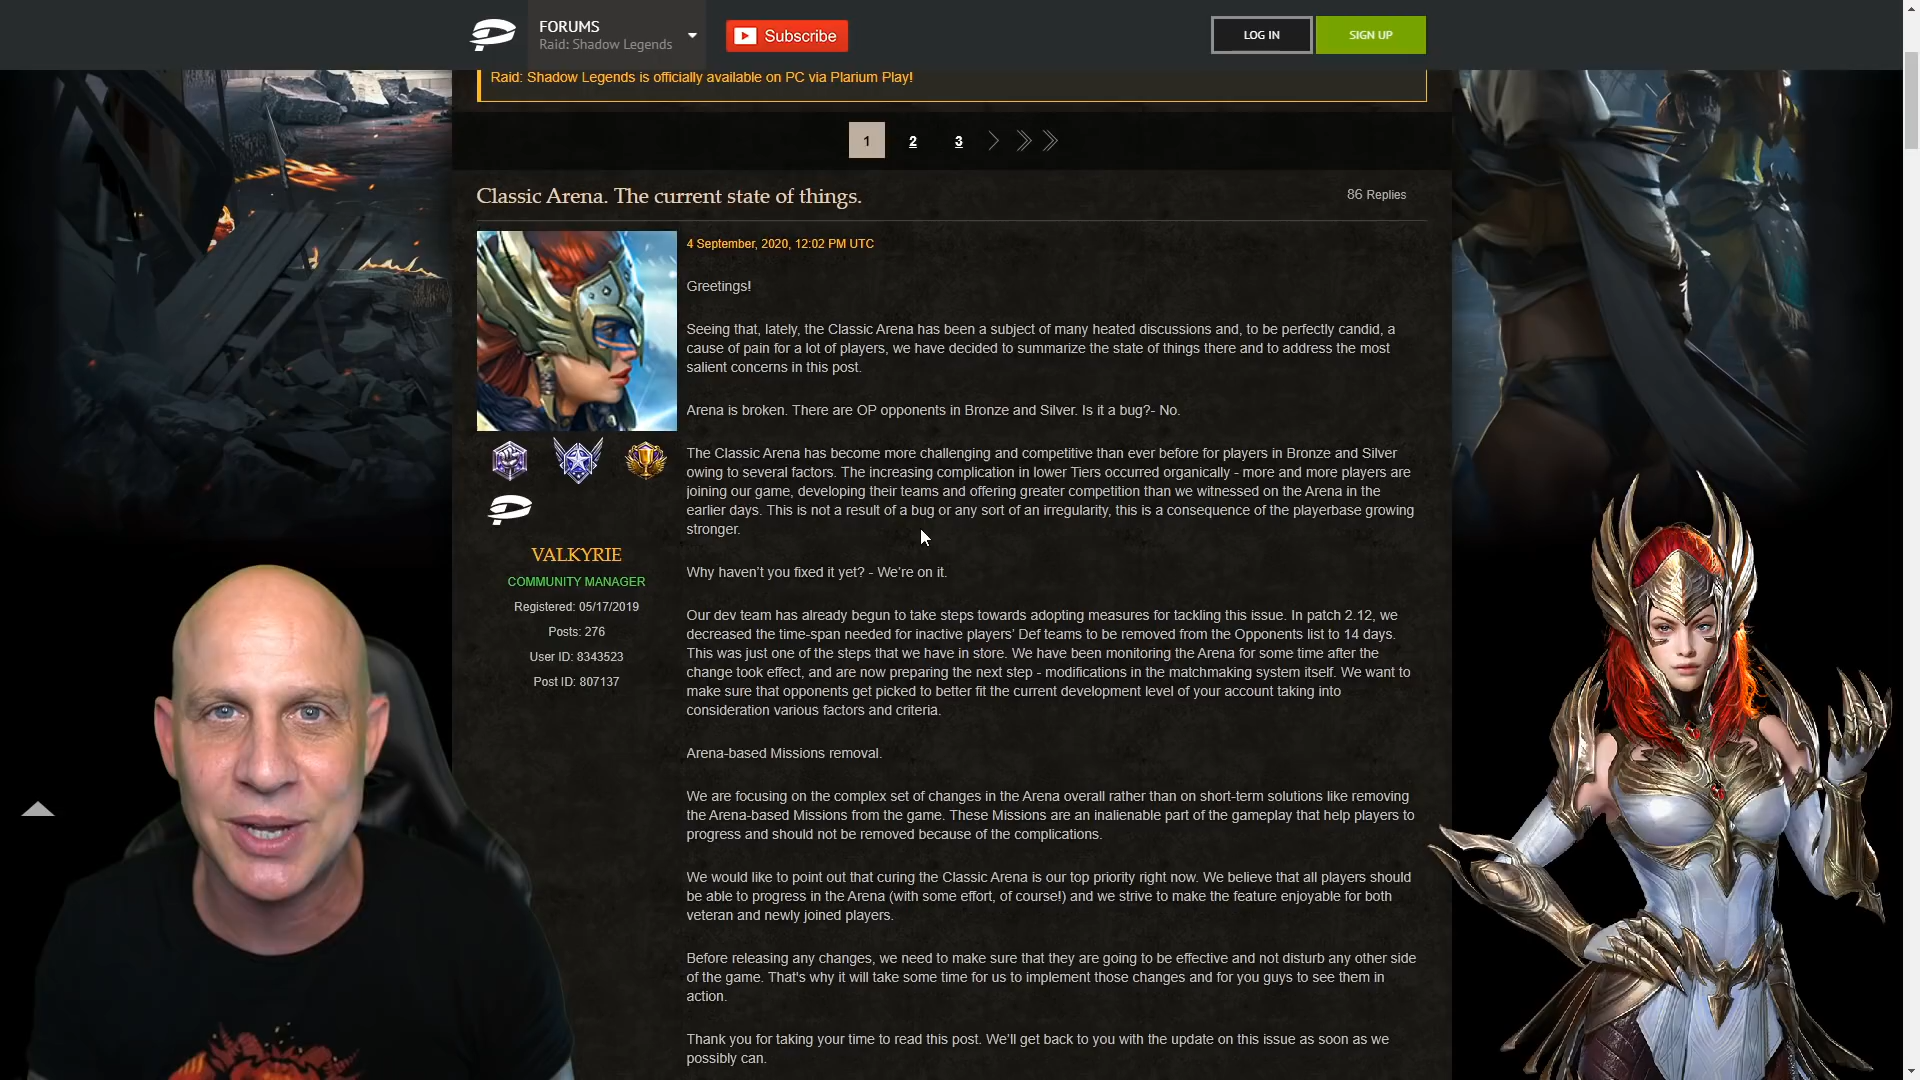 FORUMS
Raid: Shadow Legends
Subscribe
LOG IN
SIGN UP
Raid: Shadow Legends is officially available on PC via Plarium Play!
1 2 3
Classic Arena. The current state of things.
86 Replies
4 September, 2020, 12:02 PM UTC
Greetings!
Seeing that, lately, the Classic Arena has been a subject of many heated discussions and, to be perfectly candid, a
cause of pain for a lot of players, we have decided to summarize the state of things there and to address the most
salient concerns in this post.
Arena is broken. There are OP opponents in Bronze and Silver. Is it a bug?- No.
The Classic Arena has become more challenging and competitive than ever before for players in Bronze and Silver
owing to several factors. The increasing complication in lower Tiers occurred organically - more and more players are
joining our game, developing their teams and offering greater competition than we witnessed on the Arena in the
earlier days. This is not a result of a bug or any sort of an irregularity, this is a consequence of the playerbase growing
stronger.
VALKYRIE
COMMUNITY MANAGER
Registered: 05/17/2019
Posts: 276
User ID: 8343523
Post ID: 807137
Why haven't you fixed it yet? - We're on it.
Our dev team has already begun to take steps towards adopting measures for tackling this issue. In patch 2.12, we
decreased the time-span needed for inactive players' Def teams to be removed from the Opponents list to 14 days.
This was just one of the steps that we have in store. We have been monitoring the Arena for some time after the
change took effect, and are now preparing the next step - modifications in the matchmaking system itself. We want to
make sure that opponents get picked to better fit the current development level of your account taking into
consideration various factors and criteria.
Arena-based Missions removal.
We are focusing on the complex set of changes in the Arena overall rather than on short-term solutions like removing
the Arena-based Missions from the game. These Missions are an inalienable part of the gameplay that help players to
progress and should not be removed because of the complications.
We would like to point out that curing the Classic Arena is our top priority right now. We believe that all players should
be able to progress in the Arena (with some effort, of course!) and we strive to make the feature enjoyable for both
veteran and newly joined players.
Before releasing any changes, we need to make sure that they are going to be effective and not disturb any other side
of the game. That's why it will take some time for us to implement those changes and for you guys to see them in
action.
Thank you for taking your time to read this post. We'll get back to you with the update on this issue as soon as we
possibly can.